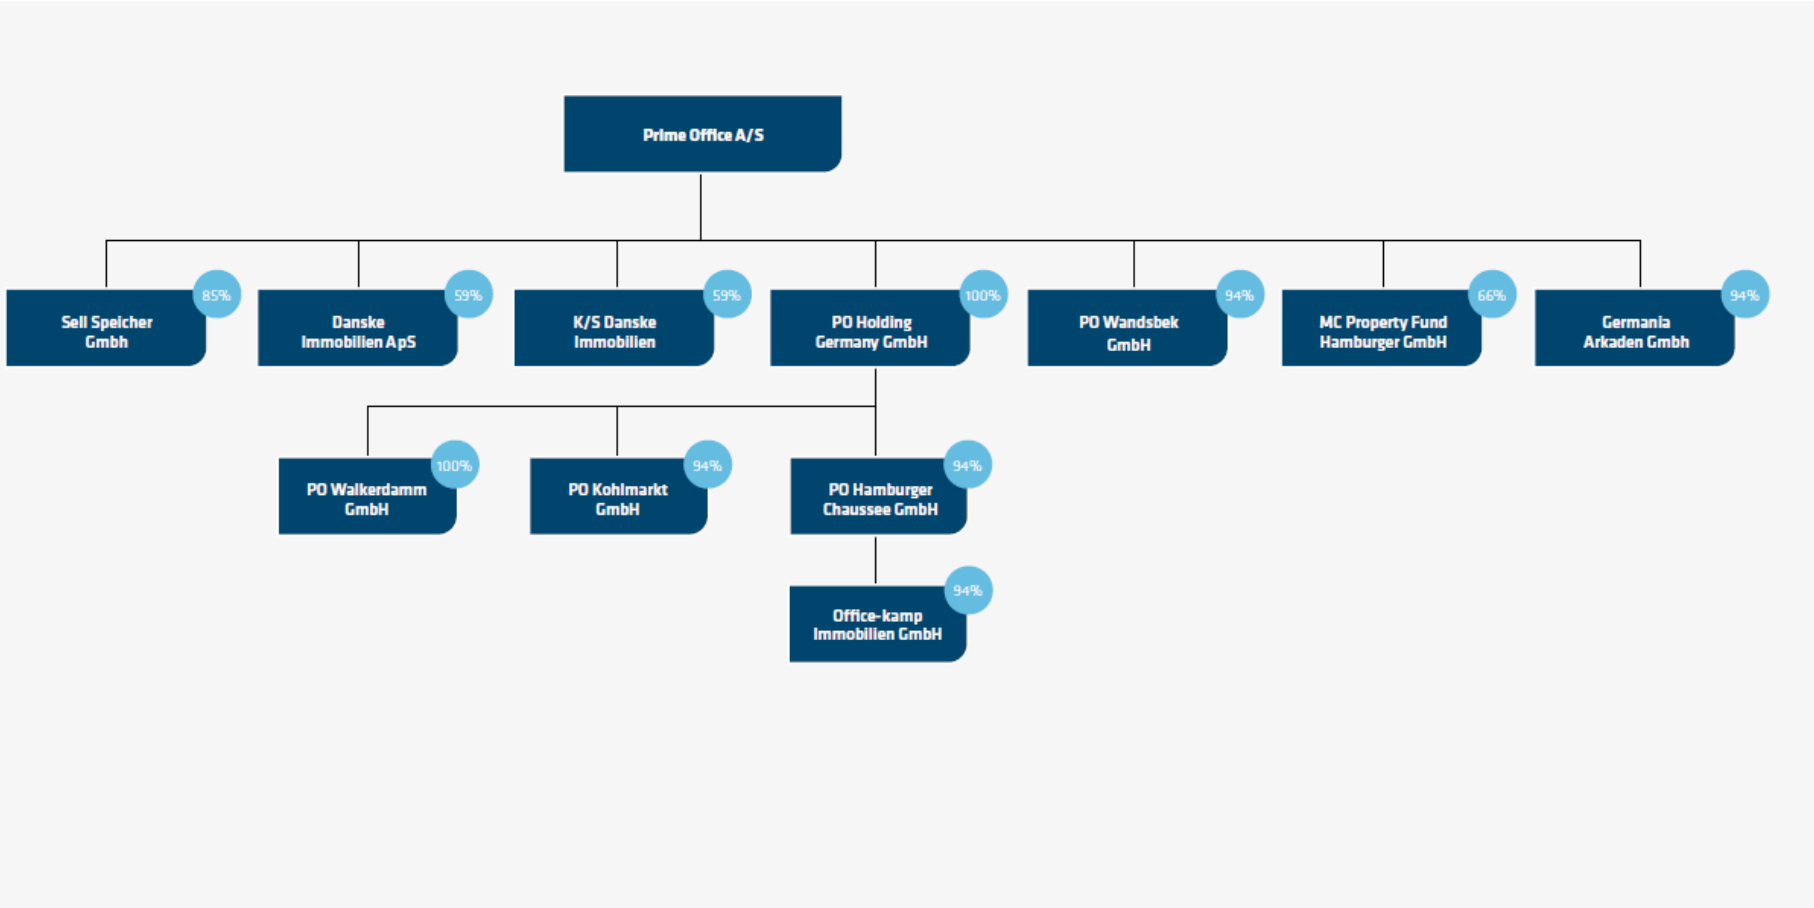 Prime Office A/S
85%
Sell Speicher
Gmbh
59%
Danske
Immobilien ApS
59%
K/S Danske
Immobilien
100%
PO Holding
Germany GmbH
94%
PO Wandsbek
GmbH
66%
MC Property Fund
Hamburger GmbH
94%
Germania
Arkaden Gmbh
100%
PO Walkerdamm
GmbH
94%
PO Kohlmarkt
GmbH
94%
PO Hamburger
Chaussee GmbH
94%
Office-kamp
Immobilien GmbH